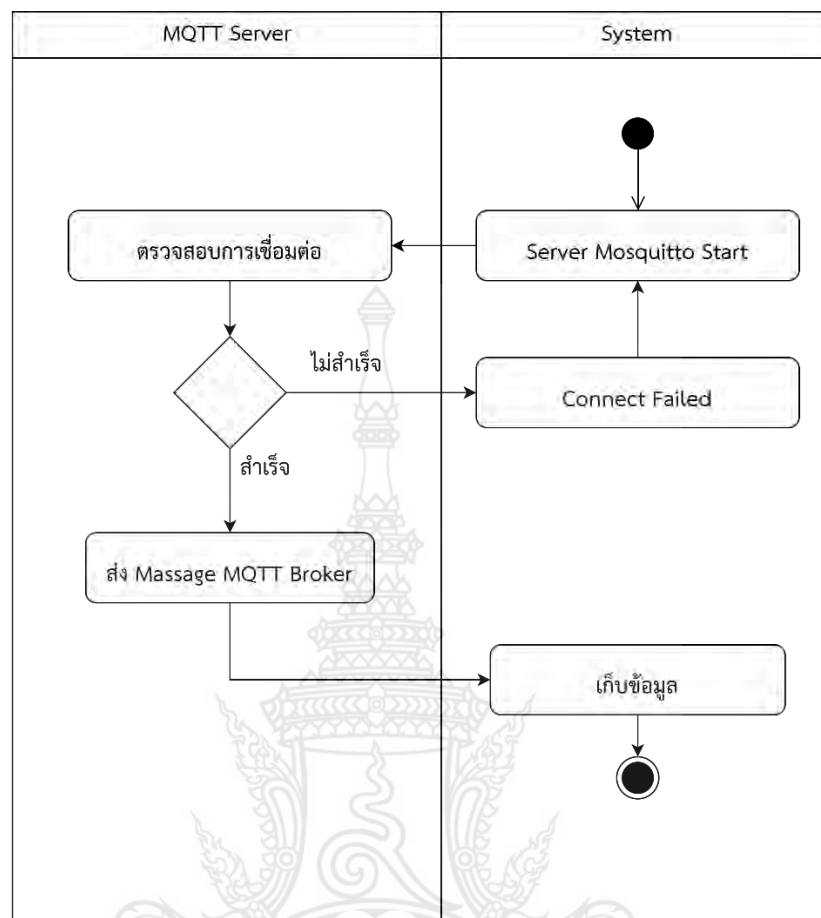 MQTT Server
System
ตรวจสอบการเชื่อมต่อ
Server Mosquitto Start
ไม่สำเร็จ
Connect Failed
สำเร็จ
ส่ง Massage MQTT Broker
เก็บข้อมูล